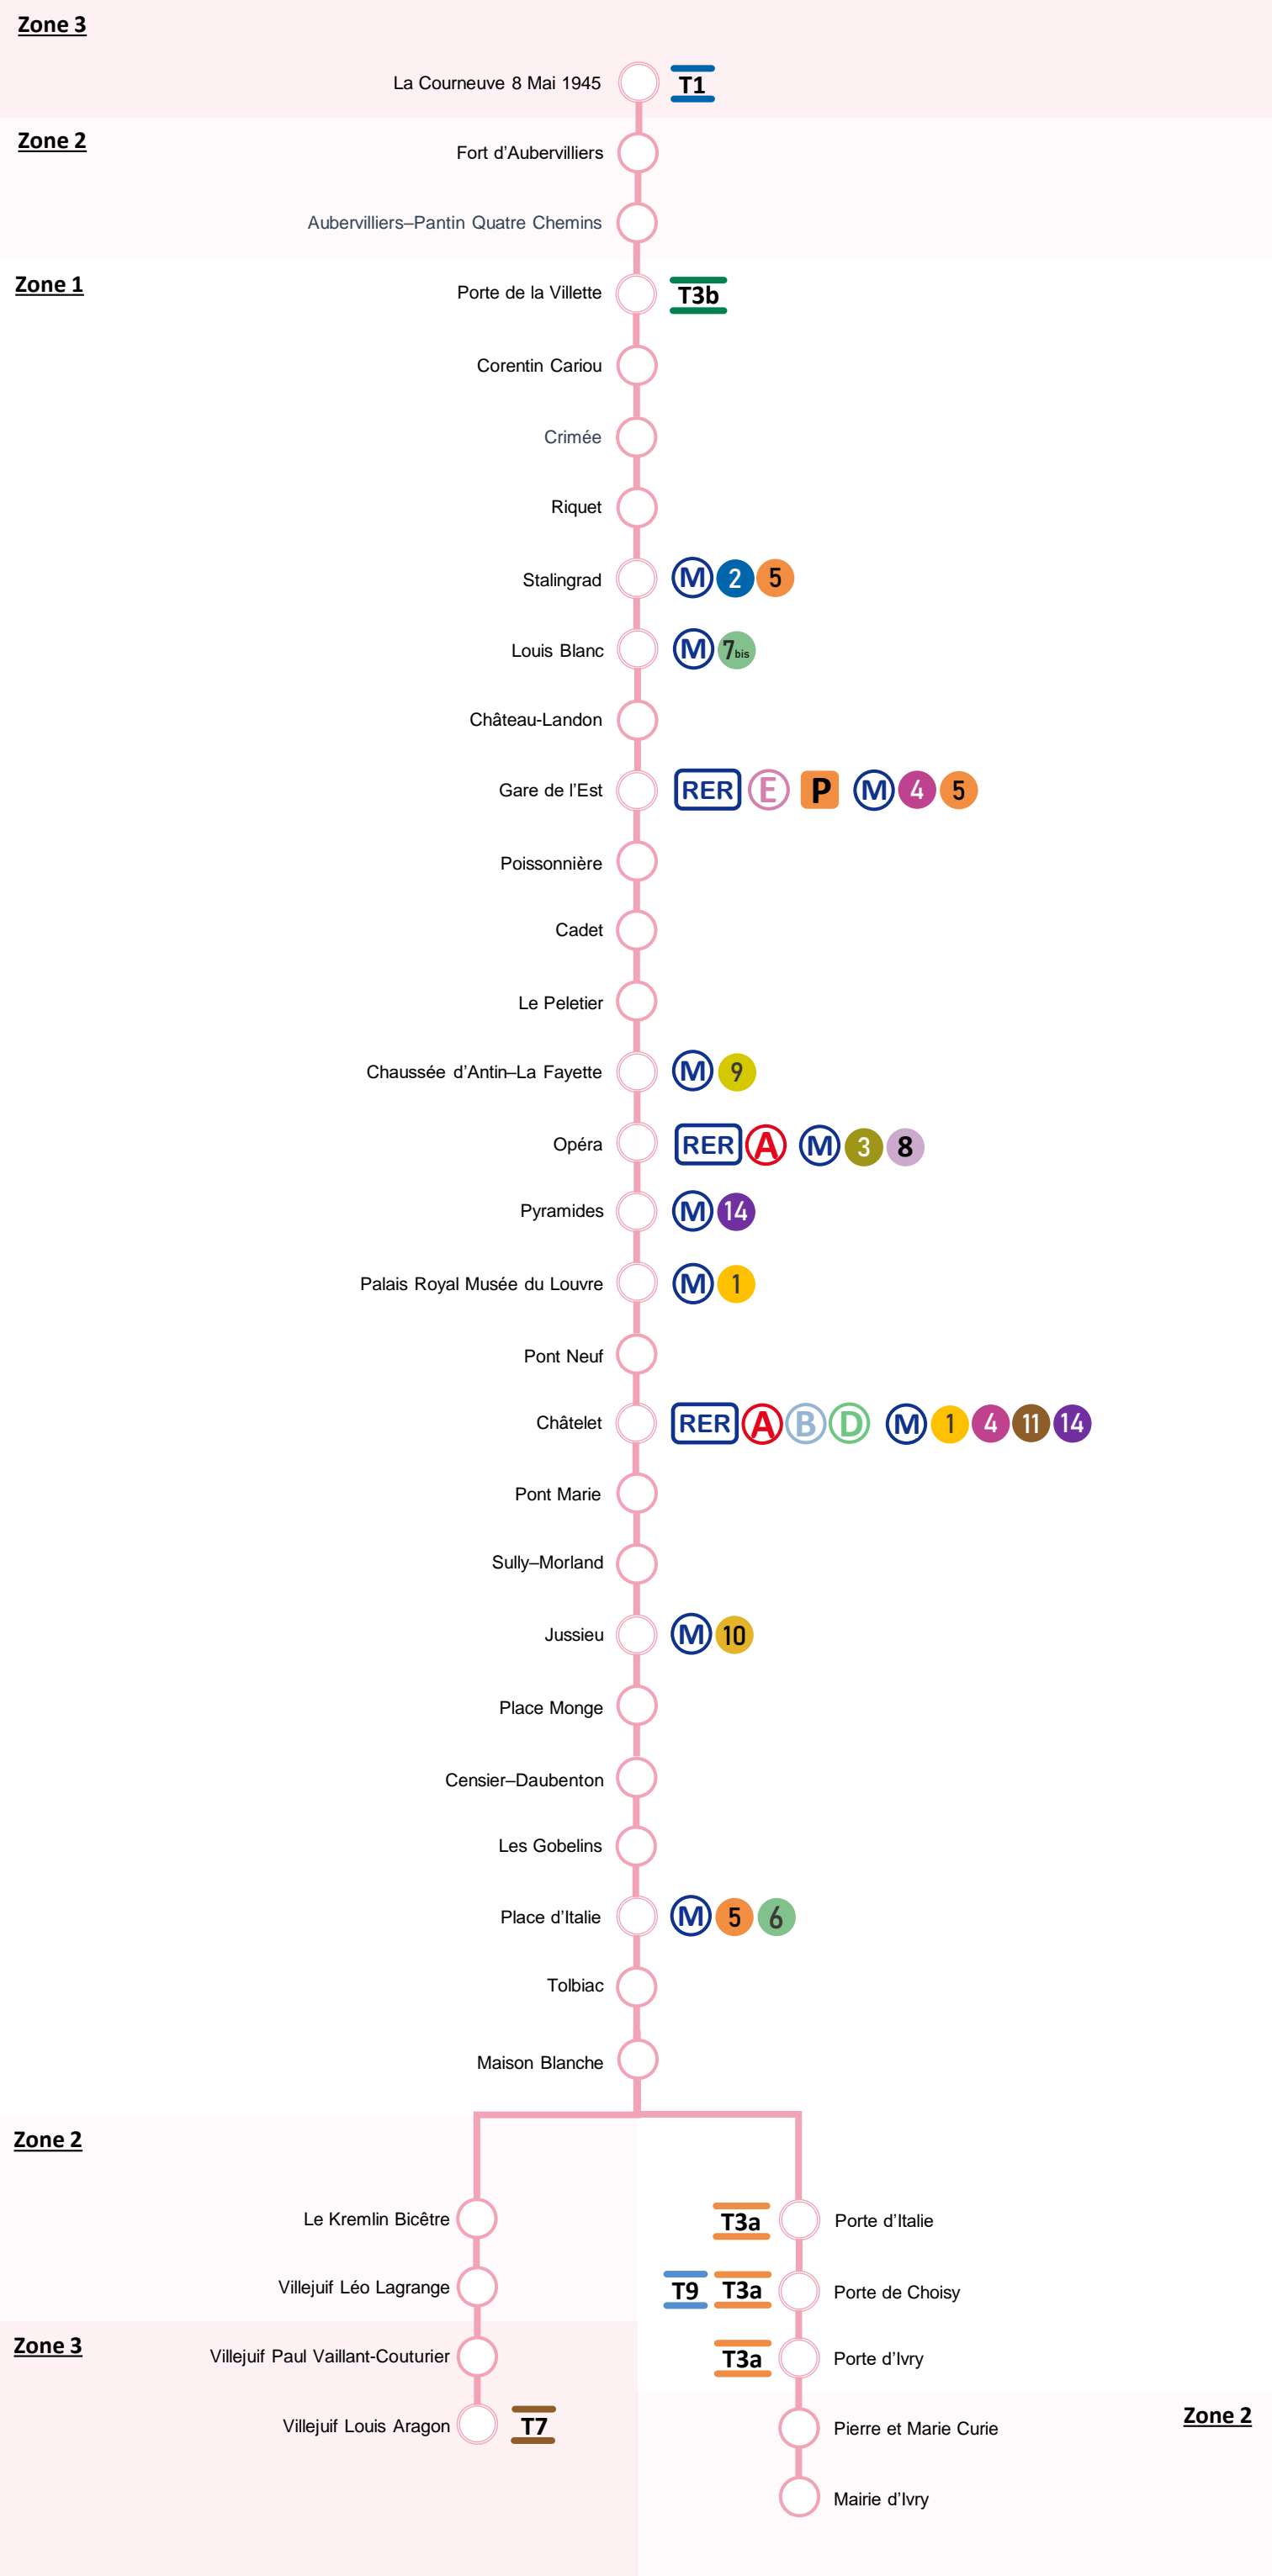 Zone 3
La Courneuve 8 Mai 1945 T1
Zone 2
Fort d'Aubervilliers
Aubervilliers–Pantin Quatre Chemins
Zone 1
Porte de la Villette T3b
Corentin Cariou
Crimée
Riquet
Stalingrad M 2 5
Louis Blanc M 7bis
Château-Landon
Gare de l'Est RER E P M 4 5
Poissonnière
Cadet
Le Peletier
Chaussée d'Antin–La Fayette M 9
Opéra RER A M 3 8
Pyramides M 14
Palais Royal Musée du Louvre M 1
Pont Neuf
Châtelet RER A B D M 1 4 11 14
Pont Marie
Sully–Morland
Jussieu M 10
Place Monge
Censier–Daubenton
Les Gobelins
Place d'Italie M 5 6
Tolbiac
Maison Blanche
Zone 2
Le Kremlin Bicêtre
Villejuif Léo Lagrange
Zone 3
Villejuif Paul Vaillant-Couturier
Villejuif Louis Aragon T7
T3a Porte d'Italie
T9 T3a Porte de Choisy
T3a Porte d'Ivry
Zone 2
Pierre et Marie Curie
Mairie d'Ivry